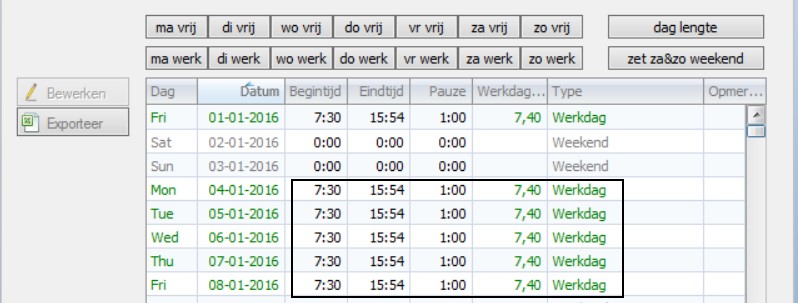 ma vrij di vrij wo vrij do vrij vr vrij za vrij zo vrij dag lengte
ma werk di werk wo werk do werk vr werk za werk zo werk zet za&zo weekend
Bewerken
Exporteer
Dag Datum Begintijd Eindtijd Pauze Werkdag... Type Opmer...
Fri 01-01-2016 7:30 15:54 1:00 7,40 Werkdag
Sat 02-01-2016 0:00 0:00 0:00 Weekend
Sun 03-01-2016 0:00 0:00 0:00 Weekend
Mon 04-01-2016 7:30 15:54 1:00 7,40 Werkdag
Tue 05-01-2016 7:30 15:54 1:00 7,40 Werkdag
Wed 06-01-2016 7:30 15:54 1:00 7,40 Werkdag
Thu 07-01-2016 7:30 15:54 1:00 7,40 Werkdag
Fri 08-01-2016 7:30 15:54 1:00 7,40 Werkdag